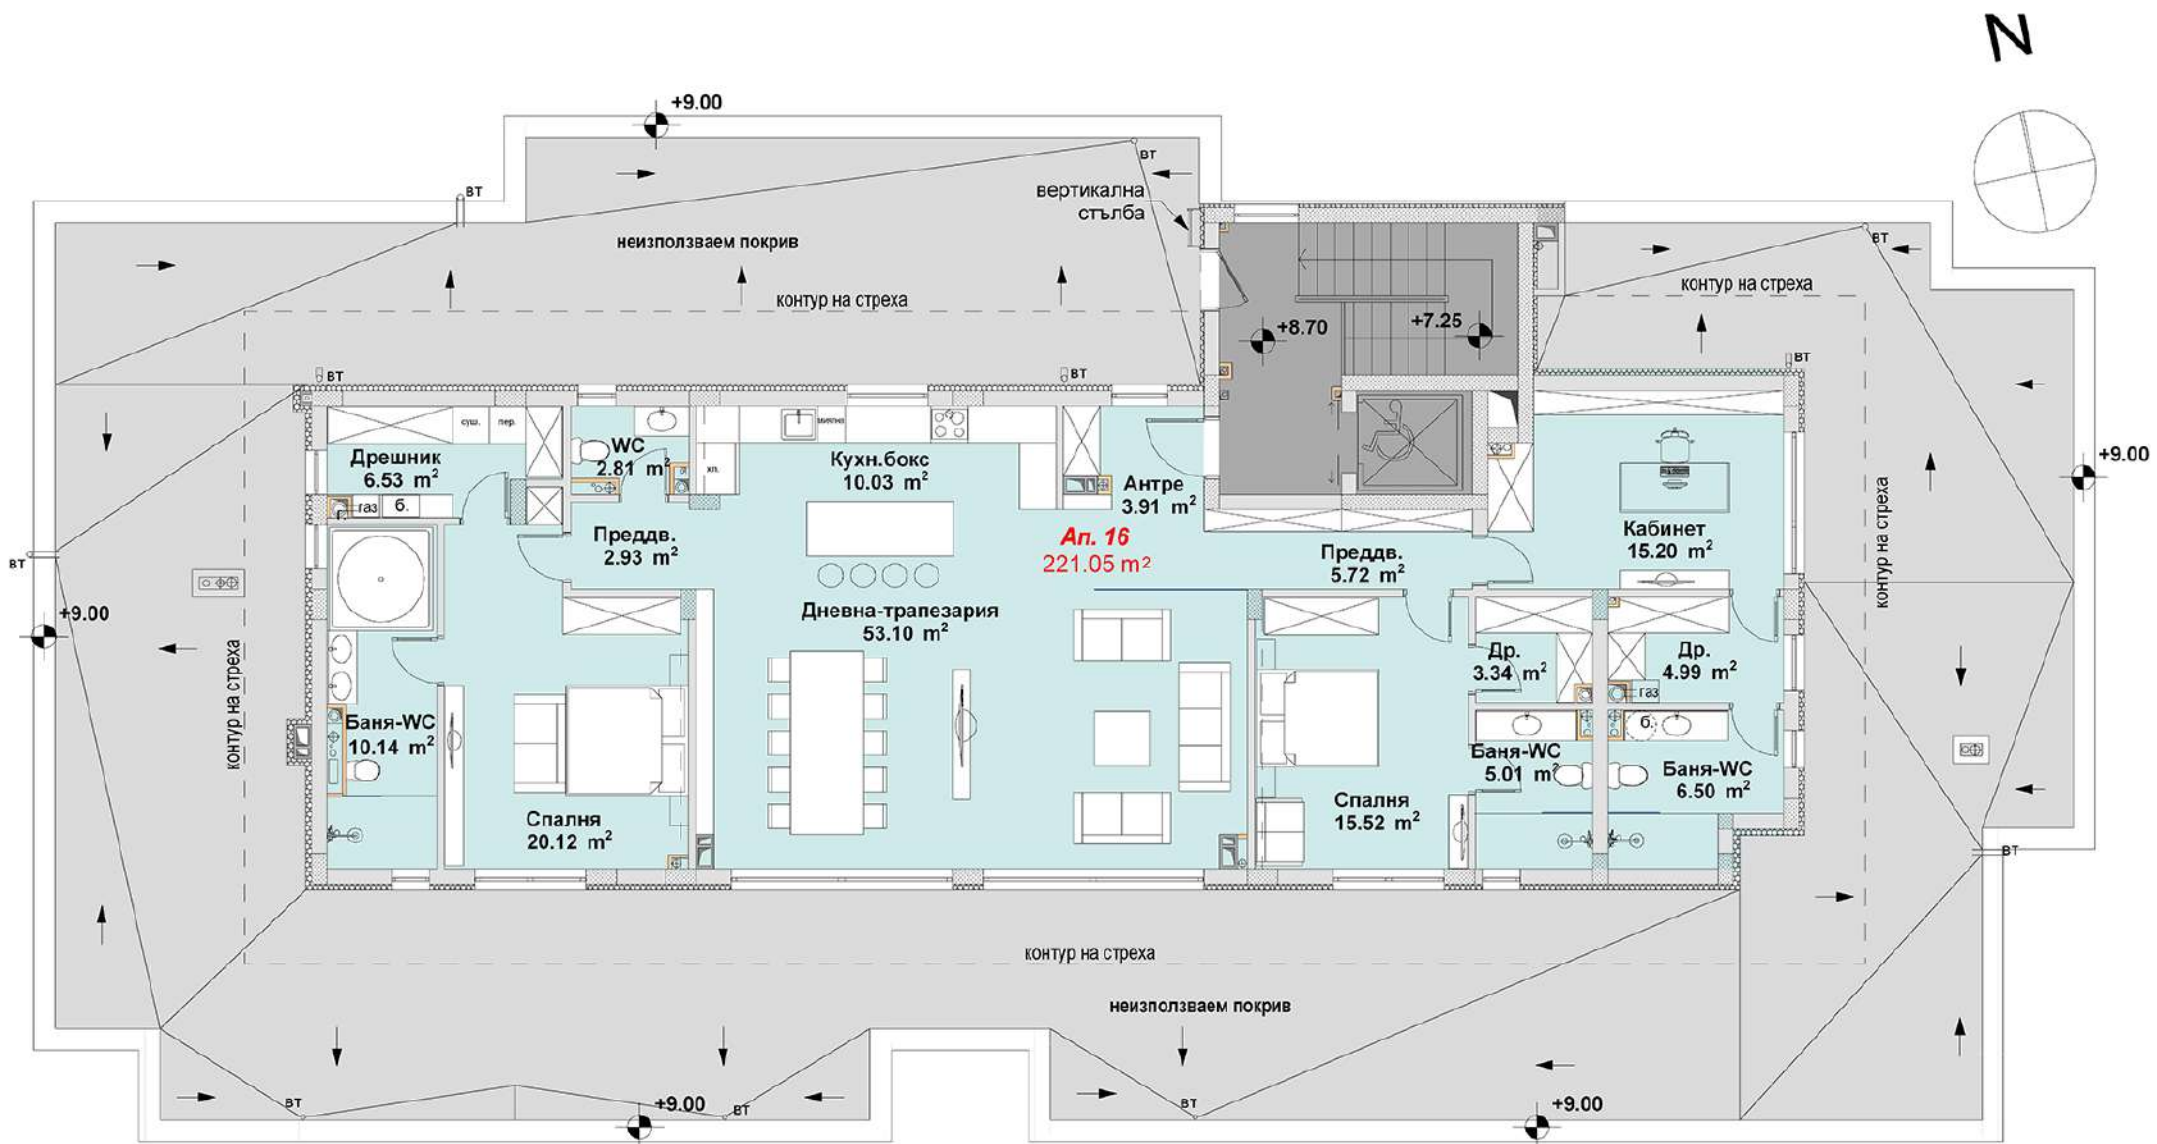 N
+9.00
вт
вт
вертикална
стълба
неизползваем покрив
вт
контур на стреха
контур на стреха
+8.70
+7.25
вт
вт
вт
суш.
пер.
миялна
Дрешник
6.53 m²
WC
2.81 m²
хл.
Кухн.бокс
10.03 m²
Антре
3.91 m²
+9.00
газ
б.
Преддв.
2.93 m²
Ап. 16
221.05 m²
Преддв.
5.72 m²
Кабинет
15.20 m²
контур на стреха
вт
+9.00
Дневна-трапезария
53.10 m²
контур на стреха
Др.
3.34 m²
Др.
4.99 m²
газ
Баня-WC
10.14 m²
б.
Баня-WC
5.01 m²
Баня-WC
6.50 m²
Спалня
20.12 m²
Спалня
15.52 m²
вт
контур на стреха
неизползваем покрив
вт
+9.00
вт
вт
+9.00